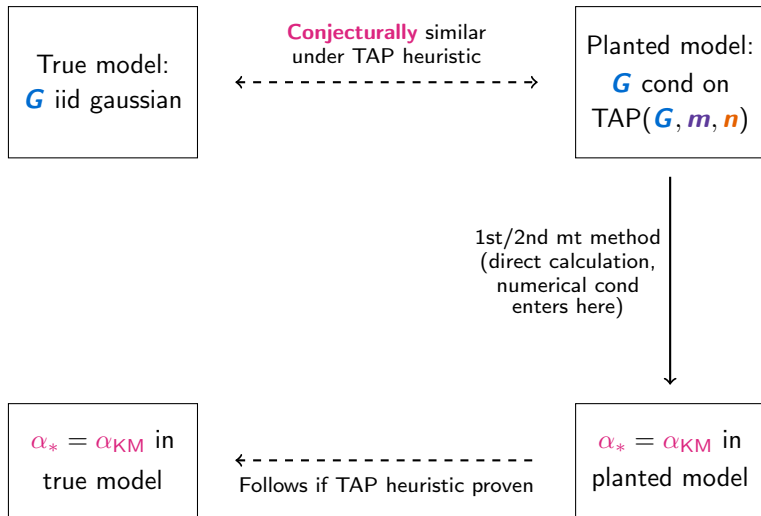 True model:
G iid gaussian
Conjecturally similar
under TAP heuristic
Planted model:
G cond on
TAP(G, m, n)
1st/2nd mt method
(direct calculation,
numerical cond
enters here)
α∗ = αKM in
true model
Follows if TAP heuristic proven
α∗ = αKM in
planted model